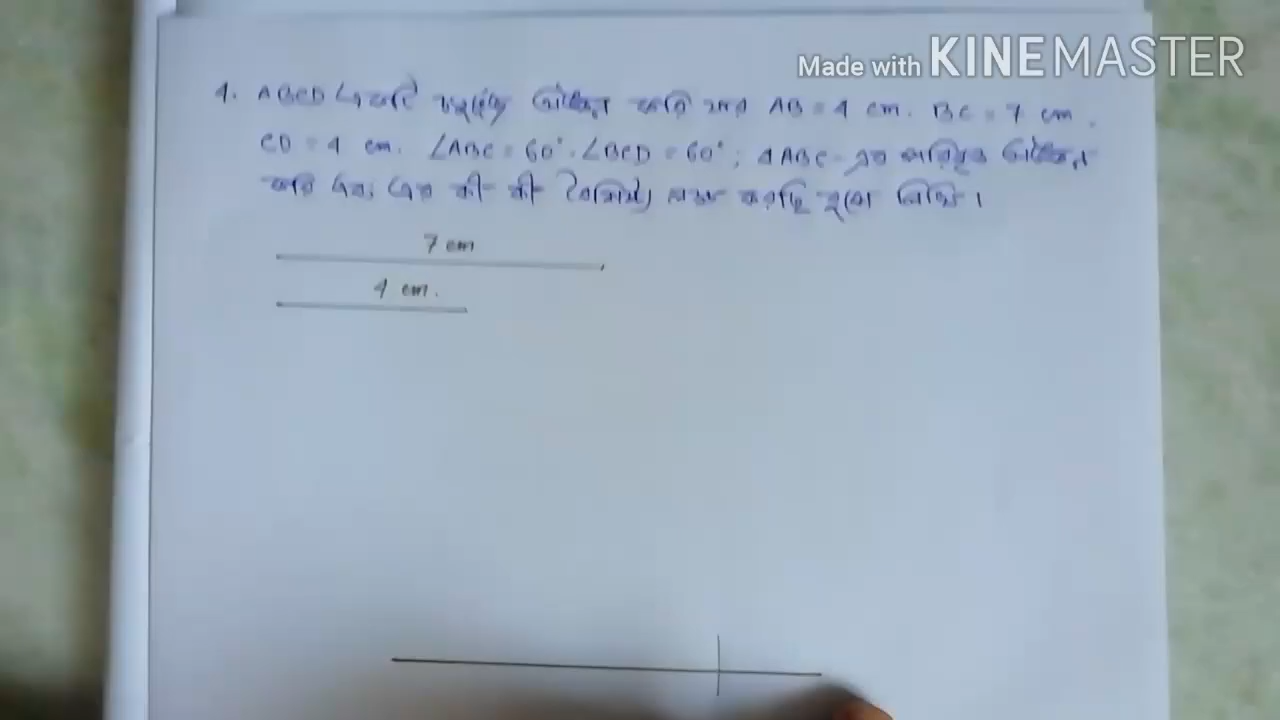 Made with KINEMASTER
4. ABCD একটি চতুর্ভুজ অঙ্কন করি যার AB = 4 cm. BC = 7 cm.
CD = 4 cm. ∠ABC = 60°. ∠BCD = 60°; ΔABC-এর পরিবৃত্ত অঙ্কন
করি এবং এর কী কী বৈশিষ্ট্য লক্ষ্য করছি বুঝে লিখি।
7 cm
4 cm.